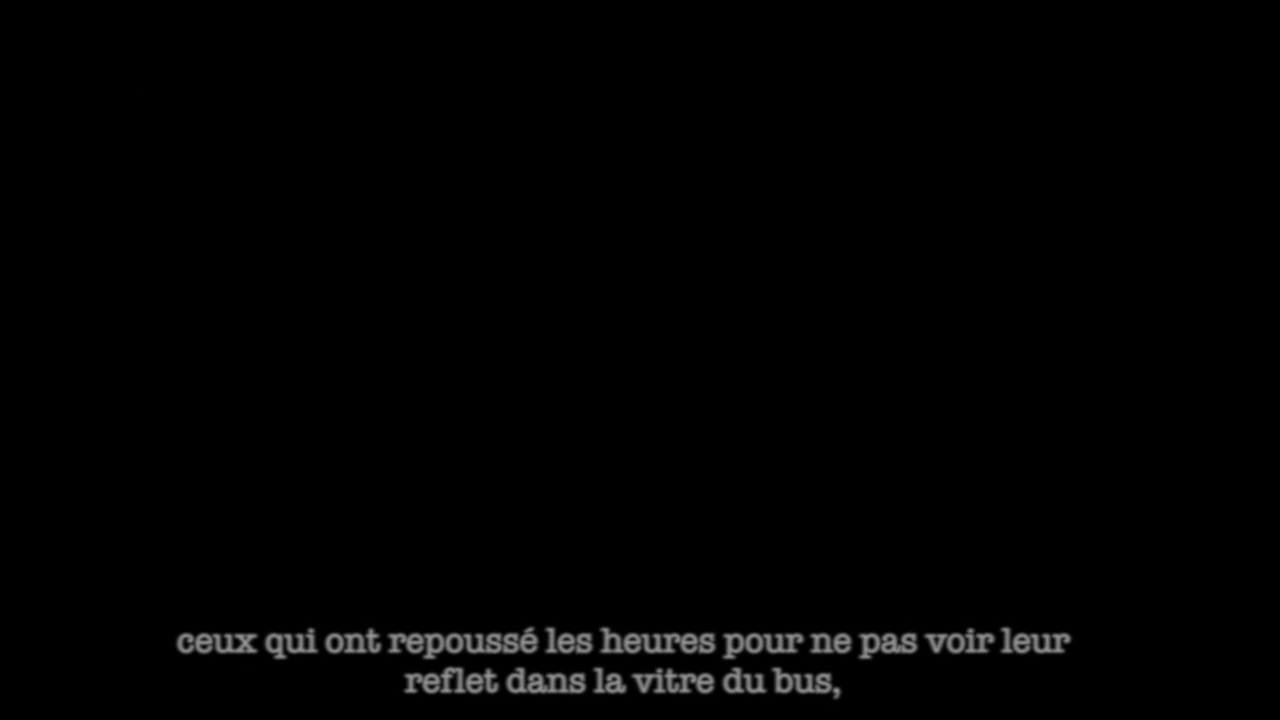 ceux qui ont repoussé les heures pour ne pas voir leur
reflet dans la vitre du bus,